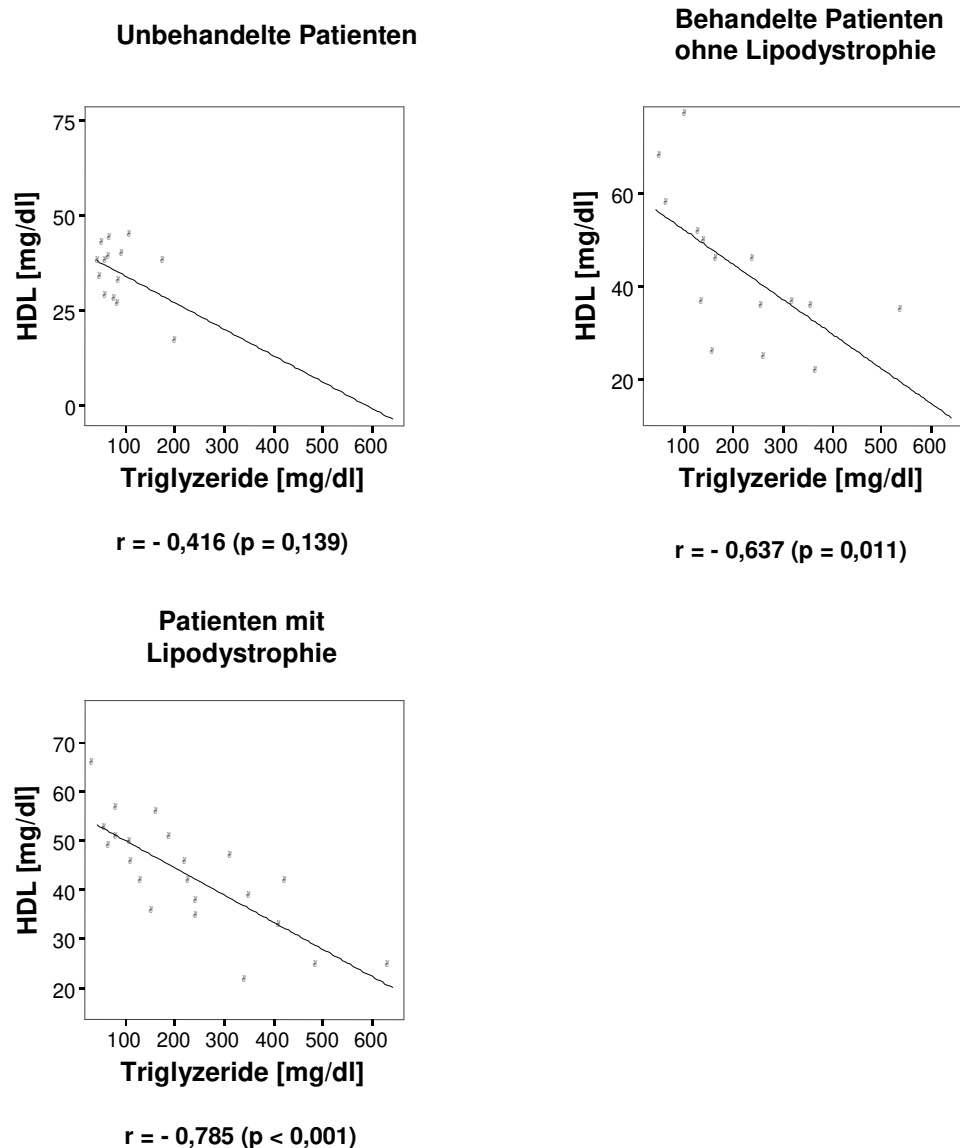 Unbehandelte Patienten
75
50
25
0
HDL [mg/dl]
100 200 300 400 500 600
Triglyzeride [mg/dl]
r = - 0,416 (p = 0,139)
Behandelte Patienten
ohne Lipodystrophie
60
40
20
HDL [mg/dl]
100 200 300 400 500 600
Triglyzeride [mg/dl]
r = - 0,637 (p = 0,011)
Patienten mit
Lipodystrophie
70
60
50
40
30
20
HDL [mg/dl]
100 200 300 400 500 600
Triglyzeride [mg/dl]
r = - 0,785 (p < 0,001)